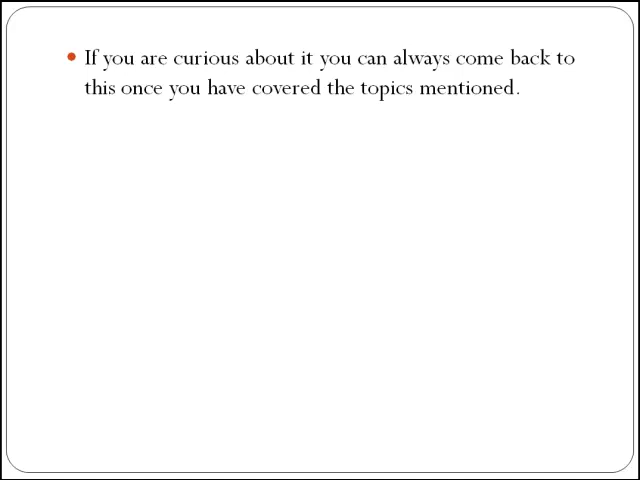 If you are curious about it you can always come back to
this once you have covered the topics mentioned.